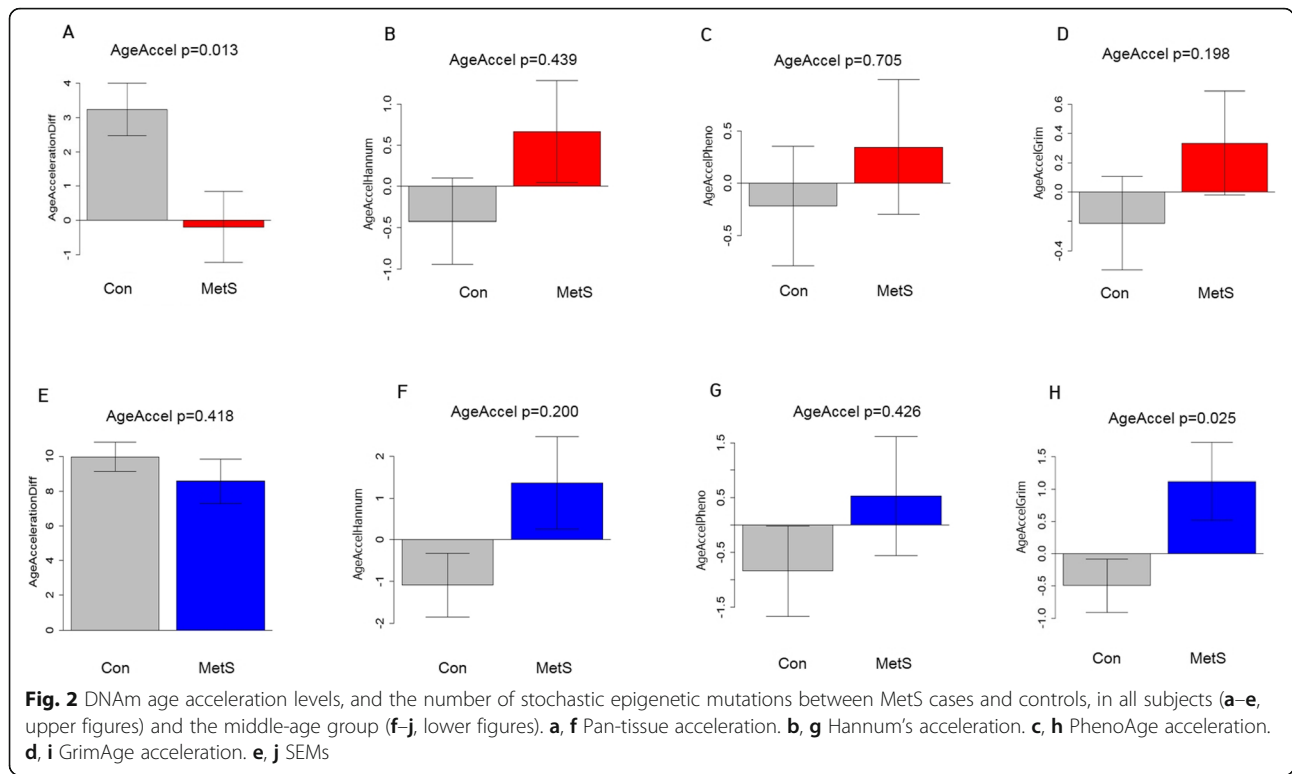 A
AgeAccel p=0.013
AgeAccelerationDiff
4
3
2
1
0
-1
Con MetS
B
AgeAccel p=0.439
AgeAccelHannum
1.0
0.5
0.0
-0.5
-1.0
Con MetS
C
AgeAccel p=0.705
AgeAccelPheno
0.5
0.0
-0.5
Con MetS
D
AgeAccel p=0.198
AgeAccelGrim
0.6
0.4
0.2
0.0
-0.4
Con MetS
E
AgeAccel p=0.418
AgeAccelerationDiff
10
8
6
4
2
0
Con MetS
F
AgeAccel p=0.200
AgeAccelHannum
2
1
0
-1
-2
Con MetS
G
AgeAccel p=0.426
AgeAccelPheno
1.5
0.5
-0.5
-1.5
Con MetS
H
AgeAccel p=0.025
AgeAccelGrim
1.5
1.0
0.5
0.0
-0.5
-1.0
Con MetS
Fig. 2 DNAm age acceleration levels, and the number of stochastic epigenetic mutations between MetS cases and controls, in all subjects (a–e,
upper figures) and the middle-age group (f–j, lower figures). a, f Pan-tissue acceleration. b, g Hannum's acceleration. c, h PhenoAge acceleration.
d, i GrimAge acceleration. e, j SEMs